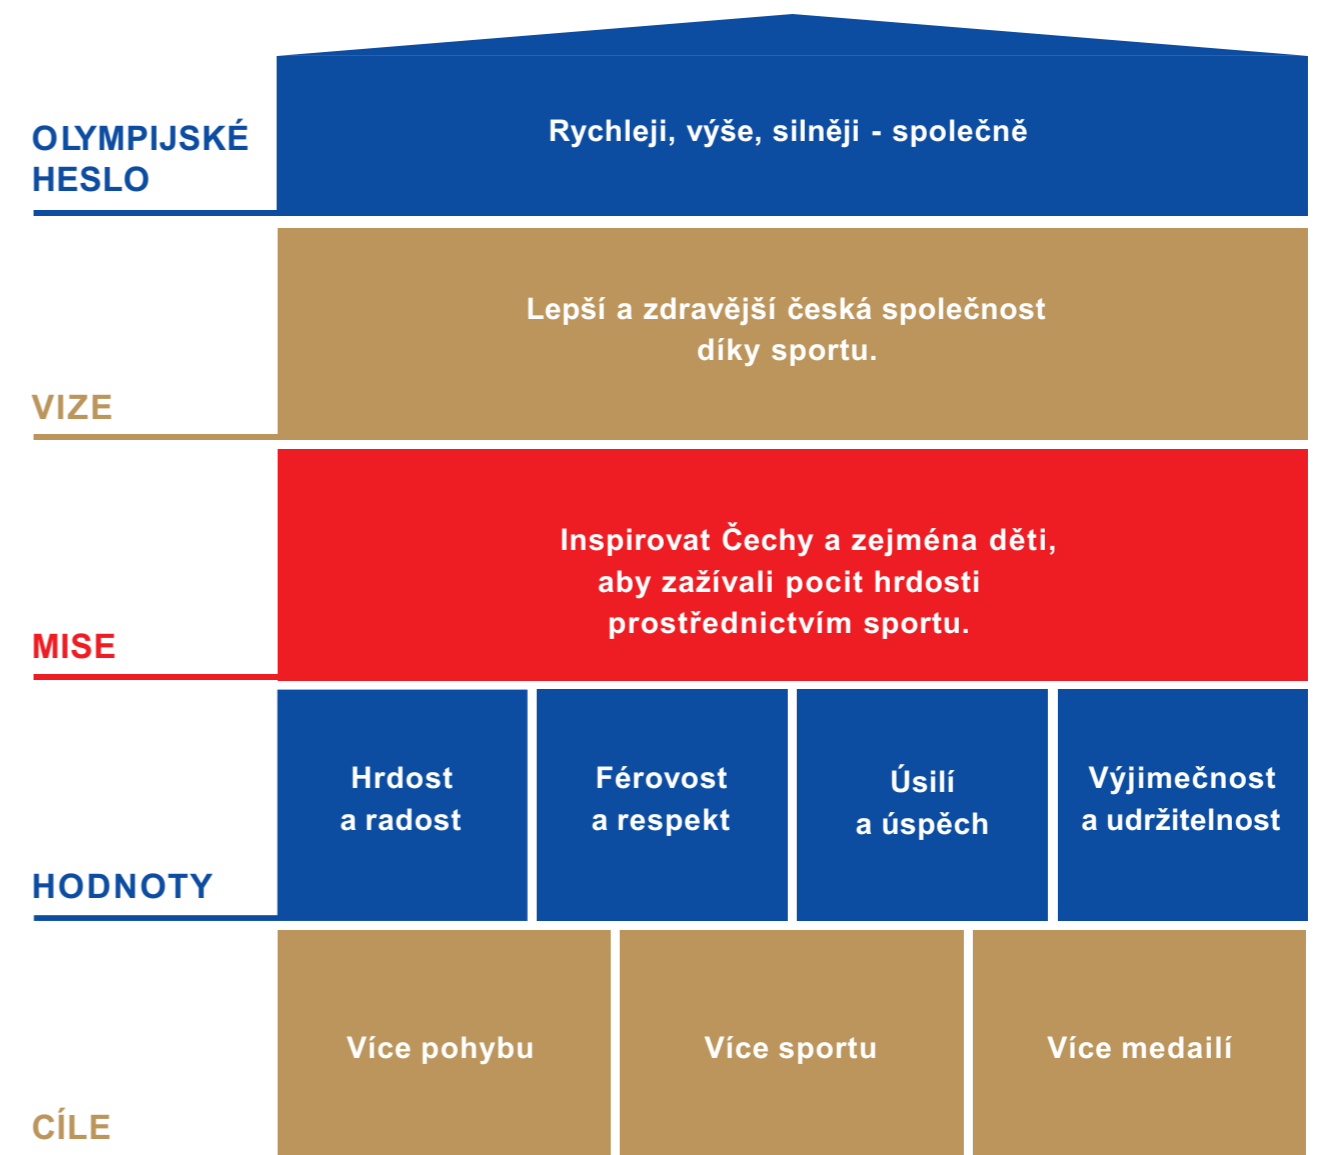 OLYMPIJSKÉ
HESLO
Rychleji, výše, silněji - společně
VIZE
Lepší a zdravější česká společnost
díky sportu.
MISE
Inspirovat Čechy a zejména děti,
aby zažívali pocit hrdosti
prostřednictvím sportu.
HODNOTY
Hrdost
a radost
Férovost
a respekt
Úsilí
a úspěch
Výjimečnost
a udržitelnost
CÍLE
Více pohybu
Více sportu
Více medailí